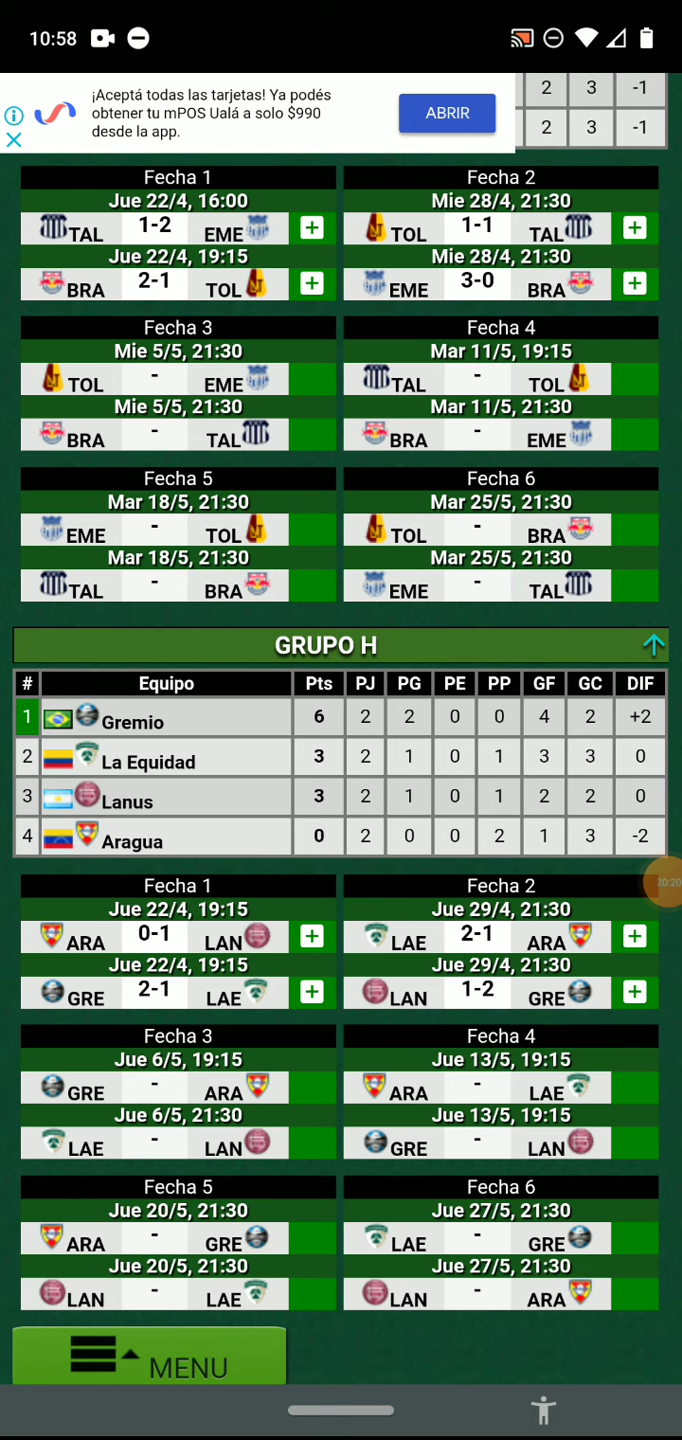 10:58
¡Aceptá todas las tarjetas! Ya podés
obtener tu mPOS Ualá a solo $990
desde la app.
ABRIR
2 3 -1
2 3 -1
Fecha 1
Jue 22/4, 16:00
TAL 1-2 EME +
Jue 22/4, 19:15
BRA 2-1 TOL +
Fecha 2
Mie 28/4, 21:30
TOL 1-1 TAL +
Mie 28/4, 21:30
EME 3-0 BRA +
Fecha 3
Mie 5/5, 21:30
TOL - EME
Mie 5/5, 21:30
BRA - TAL
Fecha 4
Mar 11/5, 19:15
TAL - TOL
Mar 11/5, 21:30
BRA - EME
Fecha 5
Mar 18/5, 21:30
EME - TOL
Mar 18/5, 21:30
TAL - BRA
Fecha 6
Mar 25/5, 21:30
TOL - BRA
Mar 25/5, 21:30
EME - TAL
GRUPO H
# Equipo Pts PJ PG PE PP GF GC DIF
1 Gremio 6 2 2 0 0 4 2 +2
2 La Equidad 3 2 1 0 1 3 3 0
3 Lanus 3 2 1 0 1 2 2 0
4 Aragua 0 2 0 0 2 1 3 -2
20:20
Fecha 1
Jue 22/4, 19:15
ARA 0-1 LAN +
Jue 22/4, 19:15
GRE 2-1 LAE +
Fecha 2
Jue 29/4, 21:30
LAE 2-1 ARA +
Jue 29/4, 21:30
LAN 1-2 GRE +
Fecha 3
Jue 6/5, 19:15
GRE - ARA
Jue 6/5, 21:30
LAE - LAN
Fecha 4
Jue 13/5, 19:15
ARA - LAE
Jue 13/5, 19:15
GRE - LAN
Fecha 5
Jue 20/5, 21:30
ARA - GRE
Jue 20/5, 21:30
LAN - LAE
Fecha 6
Jue 27/5, 21:30
LAE - GRE
Jue 27/5, 21:30
LAN - ARA
MENU